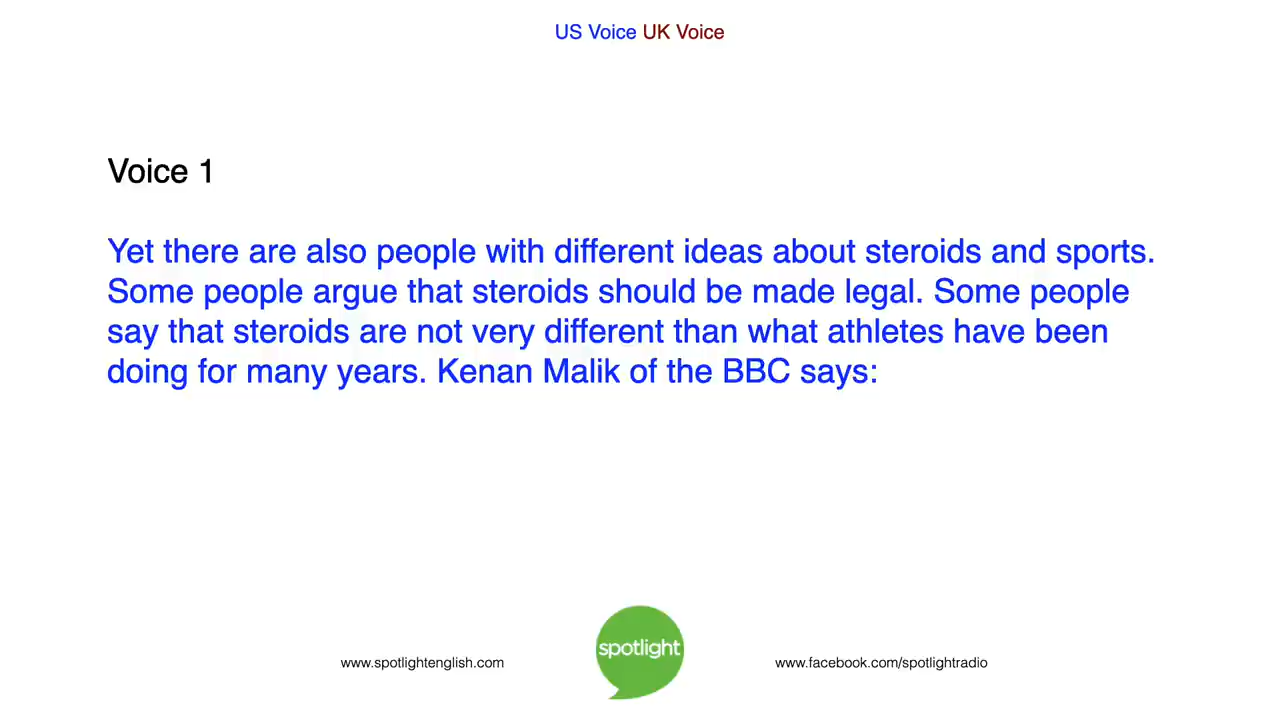 US Voice UK Voice
Voice 1
Yet there are also people with different ideas about steroids and sports.
Some people argue that steroids should be made legal. Some people
say that steroids are not very different than what athletes have been
doing for many years. Kenan Malik of the BBC says:
spotlight
www.spotlightenglish.com
www.facebook.com/spotlightradio